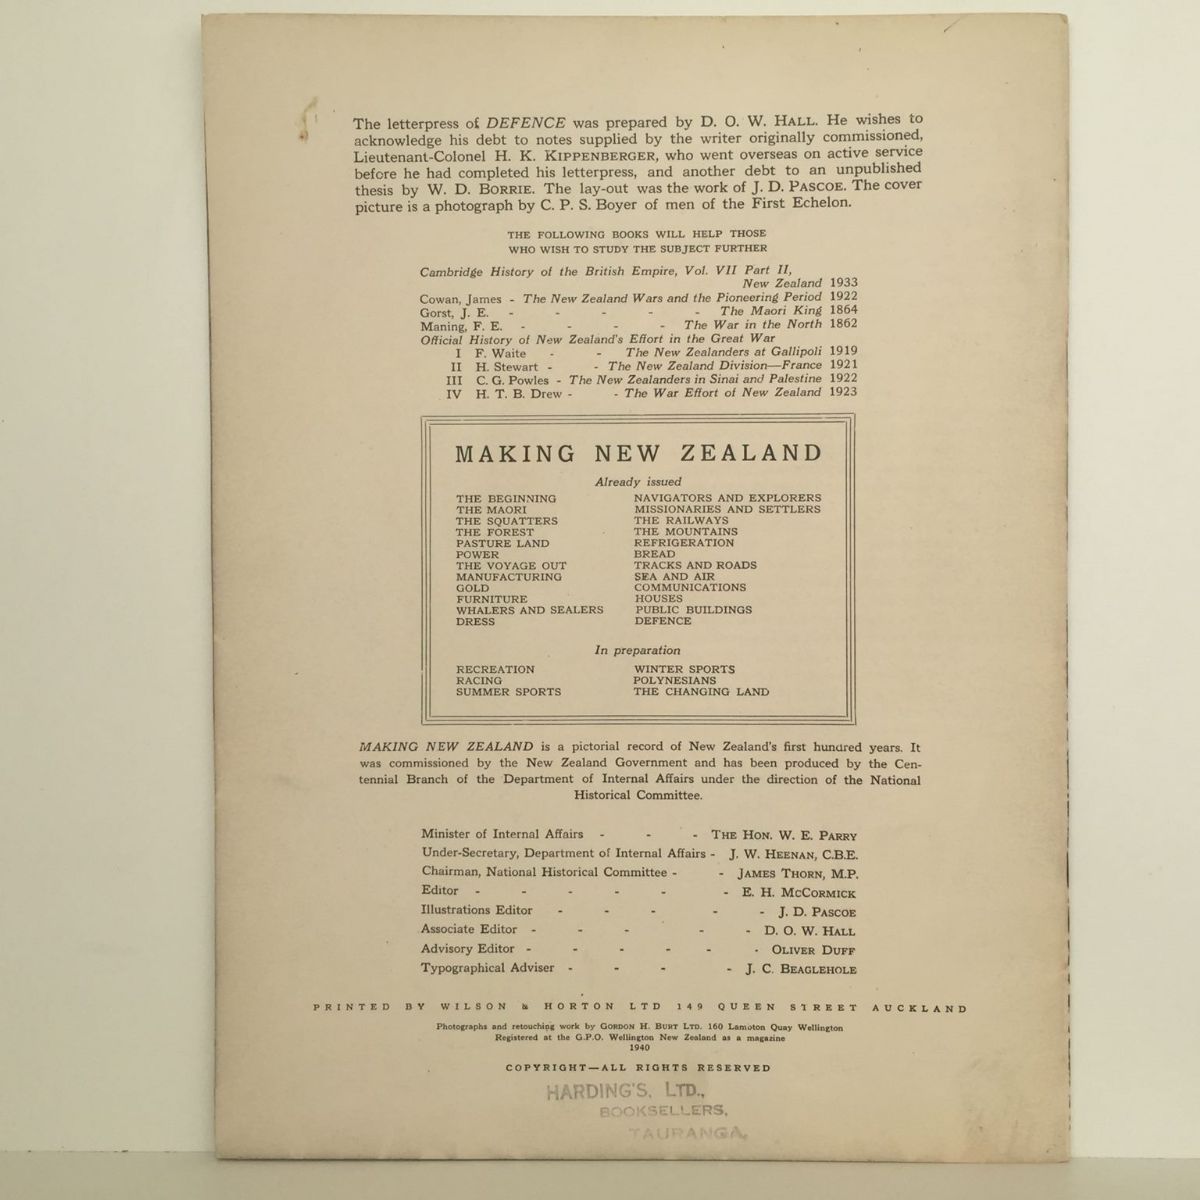 The letterpress of DEFENCE was prepared by D. O. W. HALL. He wishes to
acknowledge his debt to notes supplied by the writer originally commissioned,
Lieutenant-Colonel H. K. KIPPENBERGER, who went overseas on active service
before he had completed his letterpress, and another debt to an unpublished
thesis by W. D. BORRIE. The lay-out was the work of J. D. PASCOE. The cover
picture is a photograph by C. P. S. Boyer of men of the First Echelon.
THE FOLLOWING BOOKS WILL HELP THOSE
WHO WISH TO STUDY THE SUBJECT FURTHER
Cambridge History of the British Empire, Vol. VII Part II,
New Zealand 1933
Cowan, James - The New Zealand Wars and the Pioneering Period 1922
Gorst, J. E. - - - - - The Maori King 1864
Maning, F. E. - - - - The War in the North 1862
Official History of New Zealand's Effort in the Great War
I F. Waite - - The New Zealanders at Gallipoli 1919
II H. Stewart - - The New Zealand Division—France 1921
III C. G. Powles - The New Zealanders in Sinai and Palestine 1922
IV H. T. B. Drew - - The War Effort of New Zealand 1923
MAKING NEW ZEALAND
Already issued
THE BEGINNING NAVIGATORS AND EXPLORERS
THE MAORI MISSIONARIES AND SETTLERS
THE SQUATTERS THE RAILWAYS
THE FOREST THE MOUNTAINS
PASTURE LAND REFRIGERATION
POWER BREAD
THE VOYAGE OUT TRACKS AND ROADS
MANUFACTURING SEA AND AIR
GOLD COMMUNICATIONS
FURNITURE HOUSES
WHALERS AND SEALERS PUBLIC BUILDINGS
DRESS DEFENCE
In preparation
RECREATION WINTER SPORTS
RACING POLYNESIANS
SUMMER SPORTS THE CHANGING LAND
MAKING NEW ZEALAND is a pictorial record of New Zealand's first hundred years. It
was commissioned by the New Zealand Government and has been produced by the Cen-
tennial Branch of the Department of Internal Affairs under the direction of the National
Historical Committee.
Minister of Internal Affairs - - - THE HON. W. E. PARRY
Under-Secretary, Department of Internal Affairs - J. W. HEENAN, C.B.E.
Chairman, National Historical Committee - - JAMES THORN, M.P.
Editor - - - - - - E. H. MCCORMICK
Illustrations Editor - - - - - J. D. PASCOE
Associate Editor - - - - - D. O. W. HALL
Advisory Editor - - - - - - OLIVER DUFF
Typographical Adviser - - - - J. C. BEAGLEHOLE
PRINTED BY WILSON & HORTON LTD 149 QUEEN STREET AUCKLAND
Photographs and retouching work by GORDON H. BURT LTD. 160 Lambton Quay Wellington
Registered at the G.P.O. Wellington New Zealand as a magazine
1940
COPYRIGHT—ALL RIGHTS RESERVED
HARDING'S, LTD.,
BOOKSELLERS,
TAURANGA,